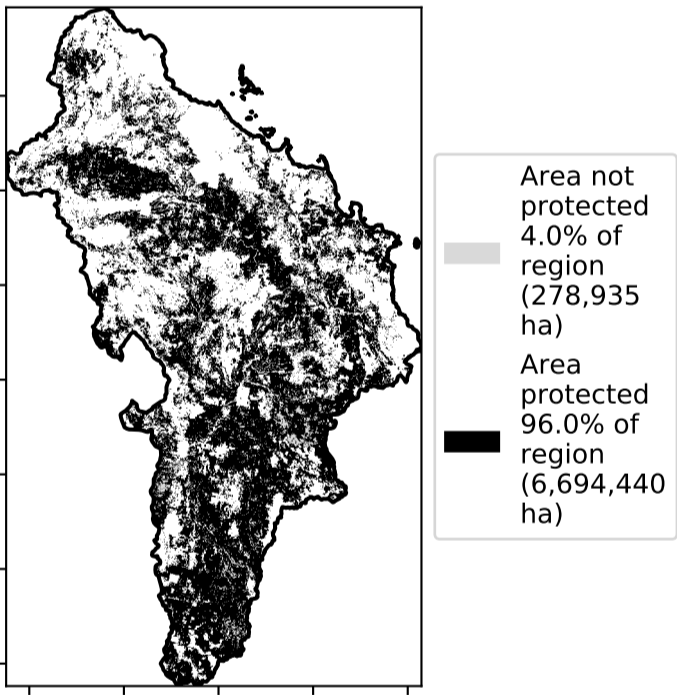 Area not
protected
4.0% of
region
(278,935
ha)
Area
protected
96.0% of
region
(6,694,440
ha)